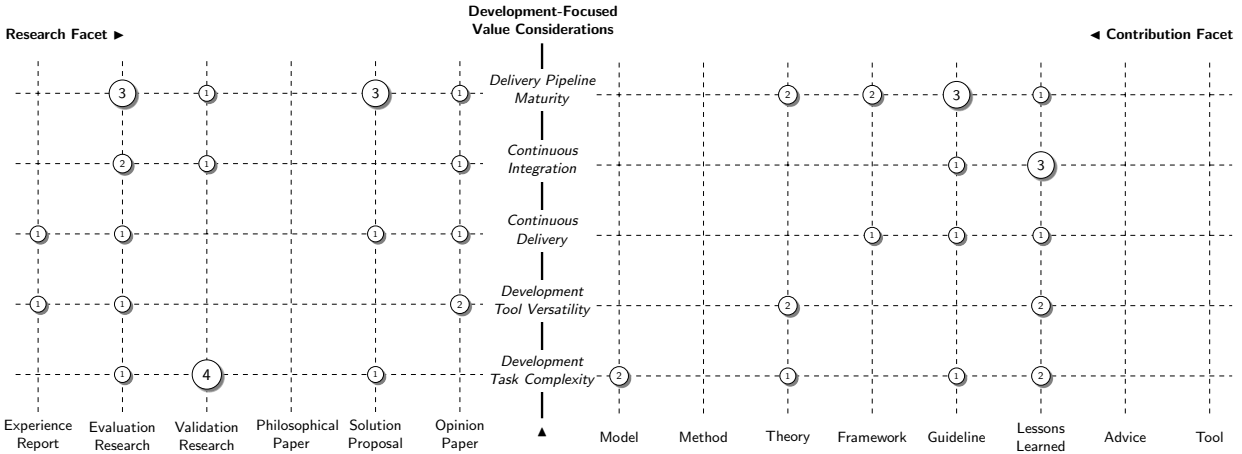 Development-Focused
Value Considerations
Research Facet ►
◄ Contribution Facet
3 1 3 1
Delivery Pipeline
Maturity
2 2 3 1
2 1 1
Continuous
Integration
1 3
1 1 1 1
Continuous
Delivery
1 1 1
1 1 2
Development
Tool Versatility
2 2
1 4 1
Development
Task Complexity
2 1 1 2
Experience
Report
Evaluation
Research
Validation
Research
Philosophical
Paper
Solution
Proposal
Opinion
Paper
▲
Model
Method
Theory
Framework
Guideline
Lessons
Learned
Advice
Tool